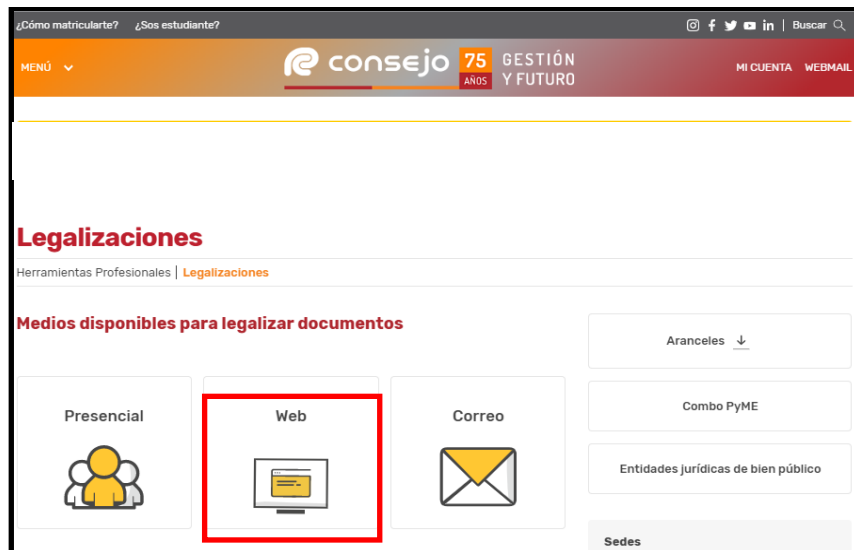 ¿Cómo matricularte? ¿Sos estudiante? in | Buscar
MENÚ consejo 75 AÑOS GESTIÓN Y FUTURO MI CUENTA WEBMAIL
Legalizaciones
Herramientas Profesionales | Legalizaciones
Medios disponibles para legalizar documentos
Presencial
Web
Correo
Aranceles
Combo PyME
Entidades jurídicas de bien público
Sedes